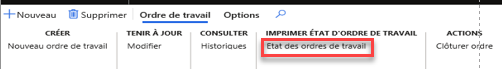 Nouveau Supprimer Ordre de travail Options
CRÉER TENIR À JOUR CONSULTER IMPRIMER ÉTAT D'ORDRE DE TRAVAIL ACTIONS
Nouveau ordre de travail Modifier Historiques Etat des ordres de travail Clôturer ordre